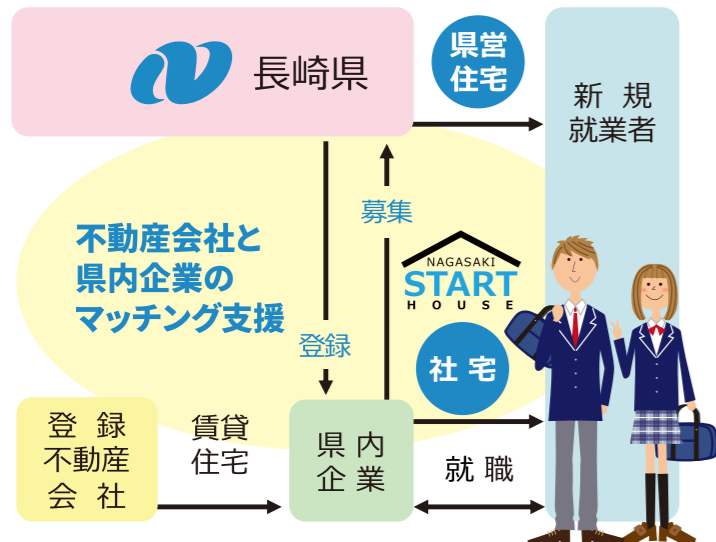 長崎県
県営
住宅
新規
就業者
募集
不動産会社と
県内企業の
マッチング支援
NAGASAKI
START
HOUSE
登録
社宅
登録
不動産
会社
賃貸
住宅
県内
企業
就職